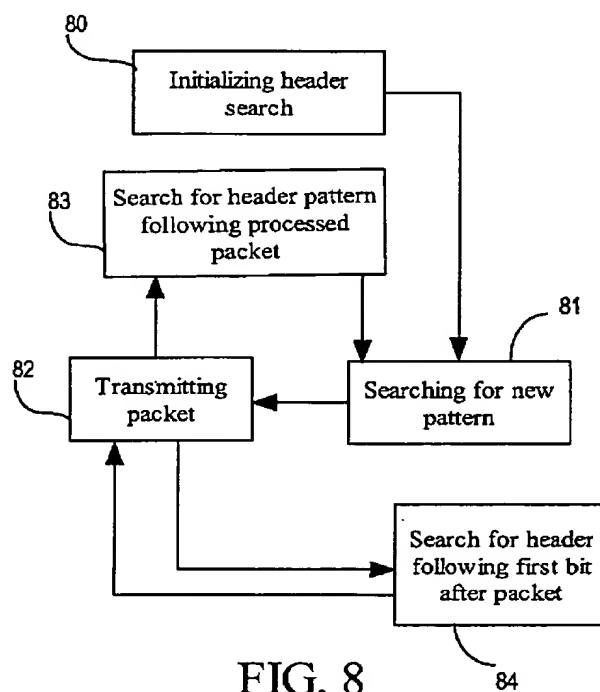 80
Initializing header
search
83
Search for header pattern
following processed
packet
81
82
Transmitting
packet
Searching for new
pattern
Search for header
following first bit
after packet
FIG. 8
84